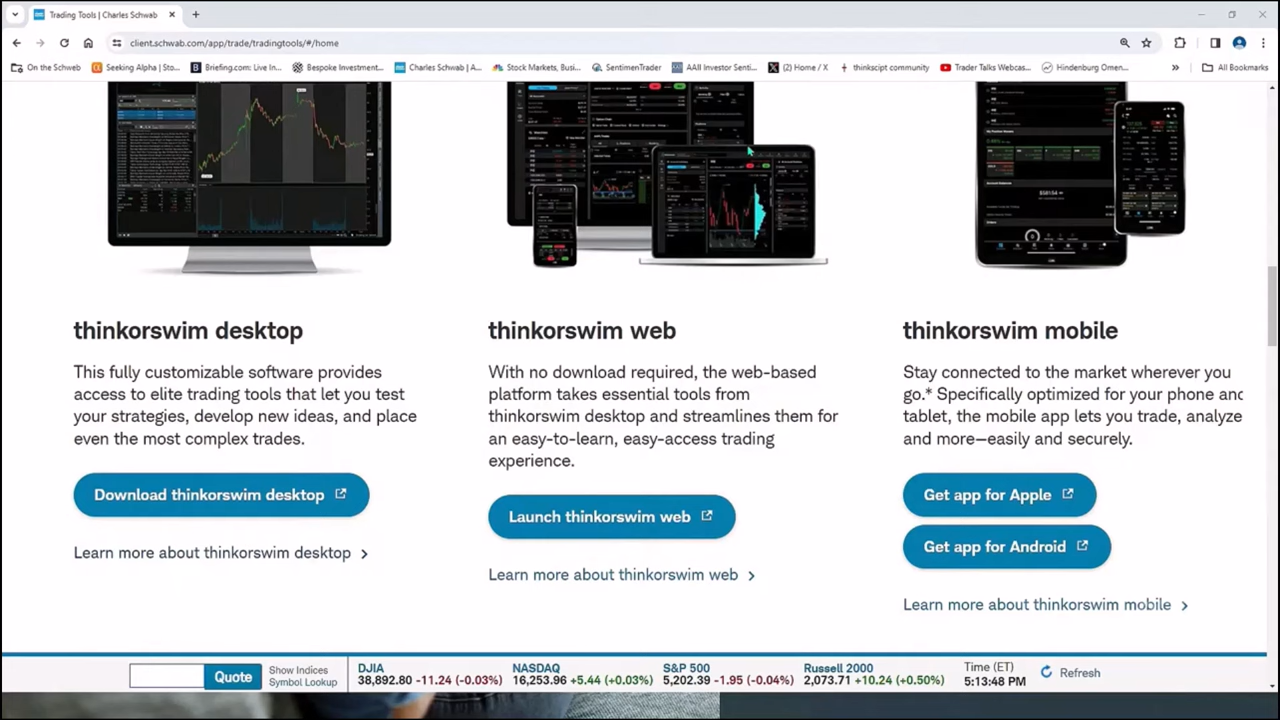 Trading Tools | Charles Schwab
client.schwab.com/app/trade/tradingtools/#/home
On the Schweb
Seeking Alpha | Sto...
Briefing.com: Live In...
Bespoke Investment...
Charles Schwab | A...
Stock Markets, Busi...
SentimenTrader
AAII Investor Senti...
(2) Home / X
thinkscipt community
Trader Talks Webcas...
Hindenburg Omen...
All Bookmarks
thinkorswim desktop
This fully customizable software provides
access to elite trading tools that let you test
your strategies, develop new ideas, and place
even the most complex trades.
Download thinkorswim desktop
Learn more about thinkorswim desktop
thinkorswim web
With no download required, the web-based
platform takes essential tools from
thinkorswim desktop and streamlines them for
an easy-to-learn, easy-access trading
experience.
Launch thinkorswim web
Learn more about thinkorswim web
thinkorswim mobile
Stay connected to the market wherever you
go.* Specifically optimized for your phone and
tablet, the mobile app lets you trade, analyze
and more—easily and securely.
Get app for Apple
Get app for Android
Learn more about thinkorswim mobile
Quote
Show Indices
Symbol Lookup
DJIA
38,892.80 -11.24 (-0.03%)
NASDAQ
16,253.96 +5.44 (+0.03%)
S&P 500
5,202.39 -1.95 (-0.04%)
Russell 2000
2,073.71 +10.24 (+0.50%)
Time (ET)
5:13:48 PM
Refresh